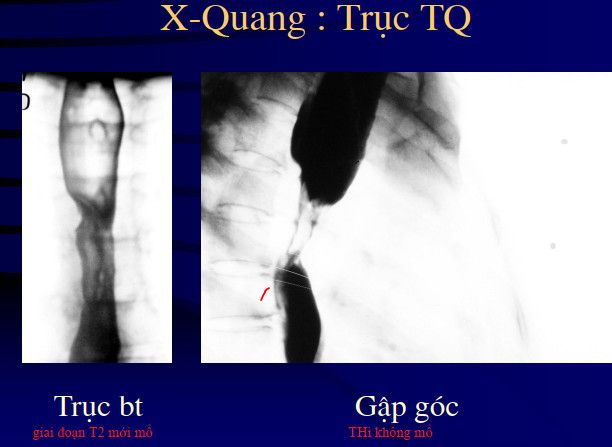 X-Quang : Trục TQ
Trục bt
Gập góc
giai đoạn T2 mới mổ
THì không mổ